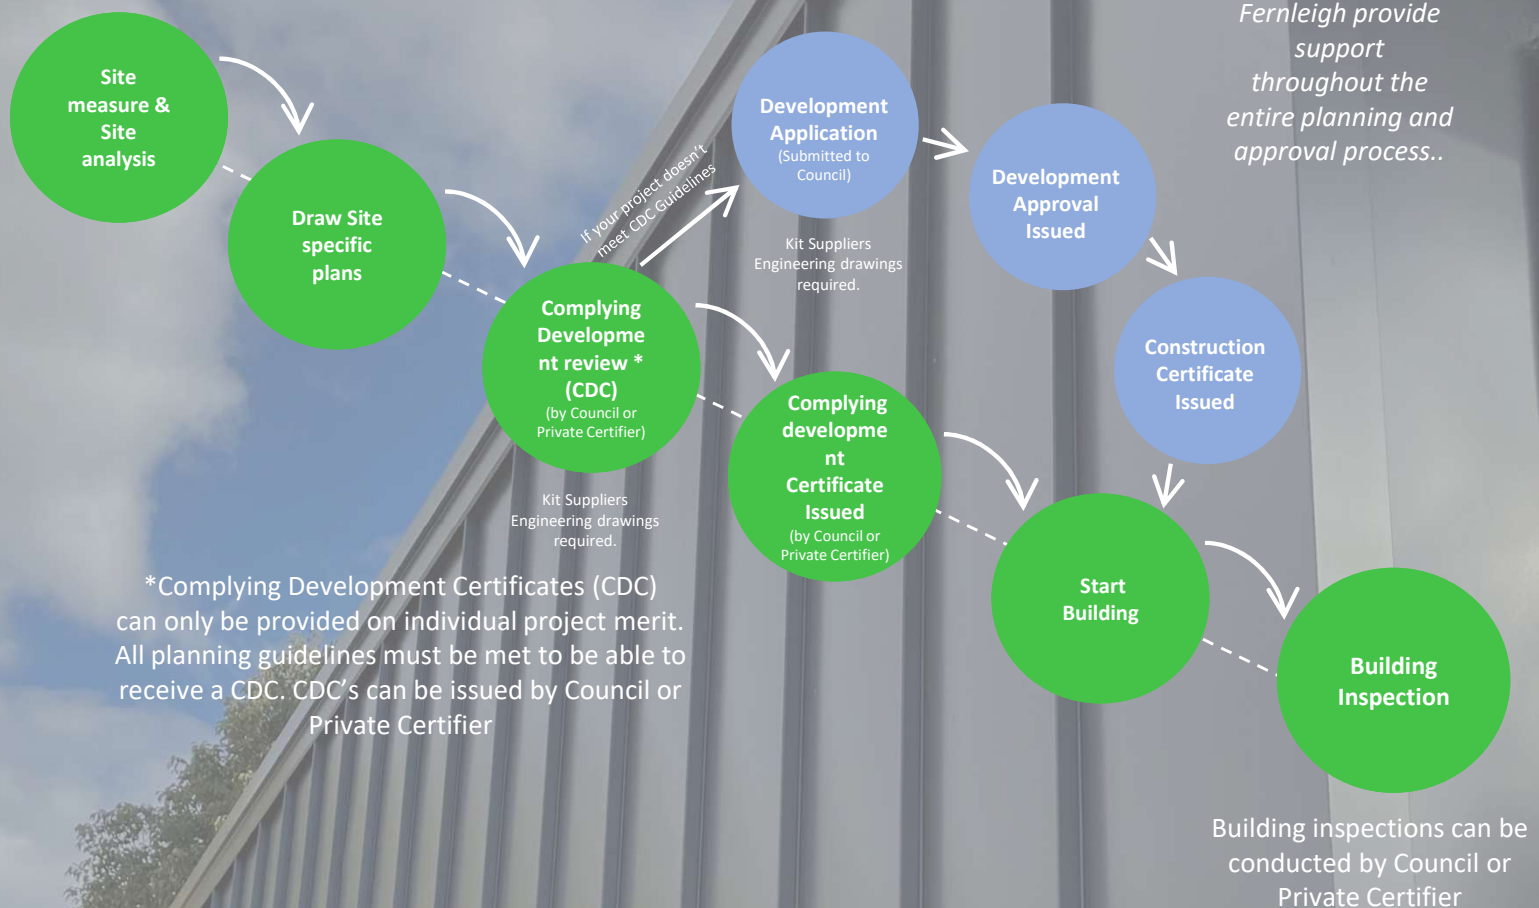 Fernleigh provide
support
throughout the
entire planning and
approval process..
Site
measure &
Site
analysis
Draw Site
specific
plans
Complying
Developme
nt review *
(CDC)
(by Council or
Private Certifier)
Kit Suppliers
Engineering drawings
required.
If your project doesn't
meet CDC Guidelines
Development
Application
(Submitted to
Council)
Kit Suppliers
Engineering drawings
required.
Development
Approval
Issued
Construction
Certificate
Issued
Complying
developme
nt
Certificate
Issued
(by Council or
Private Certifier)
Start
Building
Building
Inspection
*Complying Development Certificates (CDC)
can only be provided on individual project merit.
All planning guidelines must be met to be able to
receive a CDC. CDC's can be issued by Council or
Private Certifier
Building inspections can be
conducted by Council or
Private Certifier